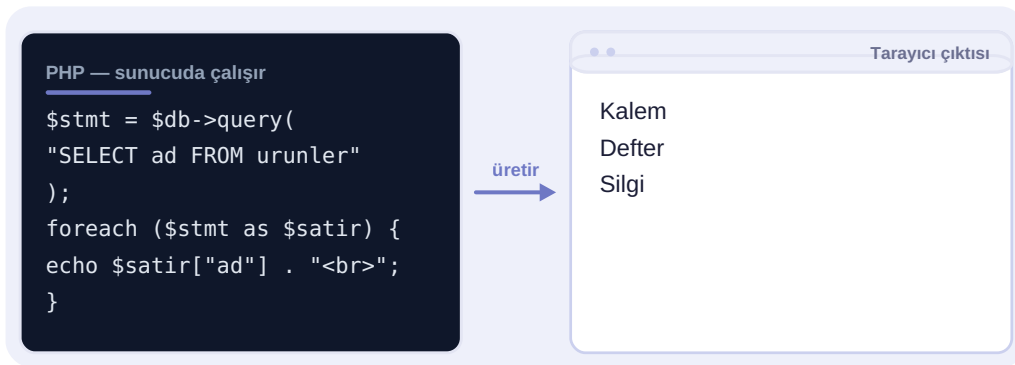 PHP — sunucuda çalışır
$stmt = $db->query(
"SELECT ad FROM urunler"
);
foreach ($stmt as $satir) {
echo $satir["ad"] . "<br>";
}
üretir
Tarayıcı çıktısı
Kalem
Defter
Silgi